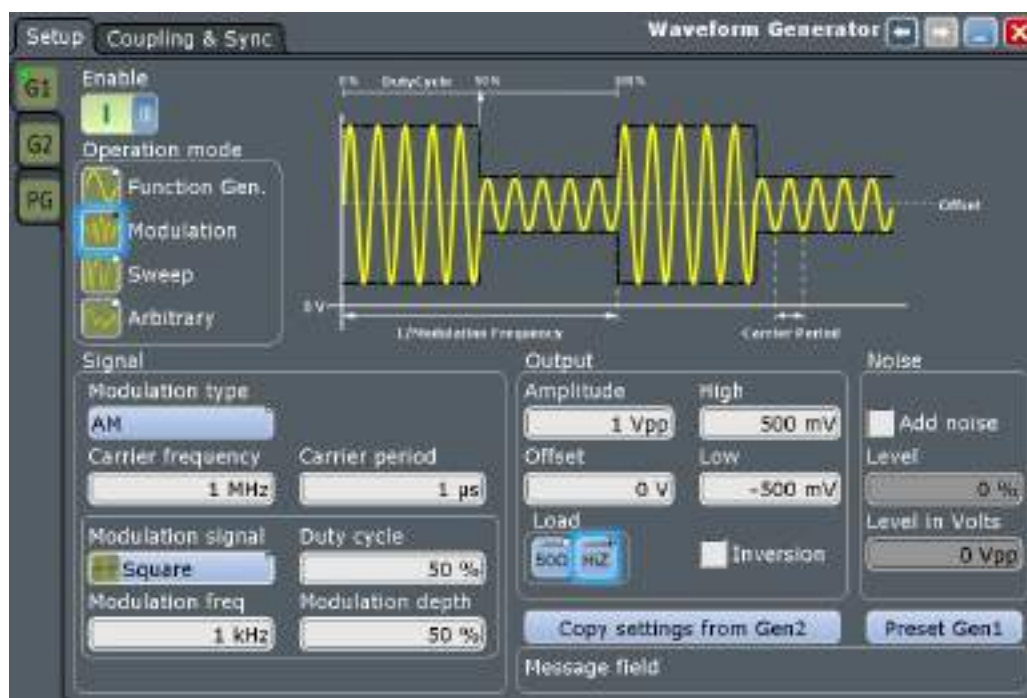 Setup Coupling & Sync Waveform Generator
G1
G2
PG
Enable
Operation mode
Function Gen.
Modulation
Sweep
Arbitrary
0% DutyCycle 50% 100%
Offset
0 V
1/Modulation Frequency
Carrier Period
Signal
Modulation type
AM
Carrier frequency Carrier period
1 MHz 1 µs
Modulation signal Duty cycle
Square 50 %
Modulation freq Modulation depth
1 kHz 50 %
Output
Amplitude High
1 Vpp 500 mV
Offset Low
0 V -500 mV
Load
50Ω HiZ Inversion
Copy settings from Gen2
Noise
Add noise
Level
0 %
Level in Volts
0 Vpp
Preset Gen1
Message field